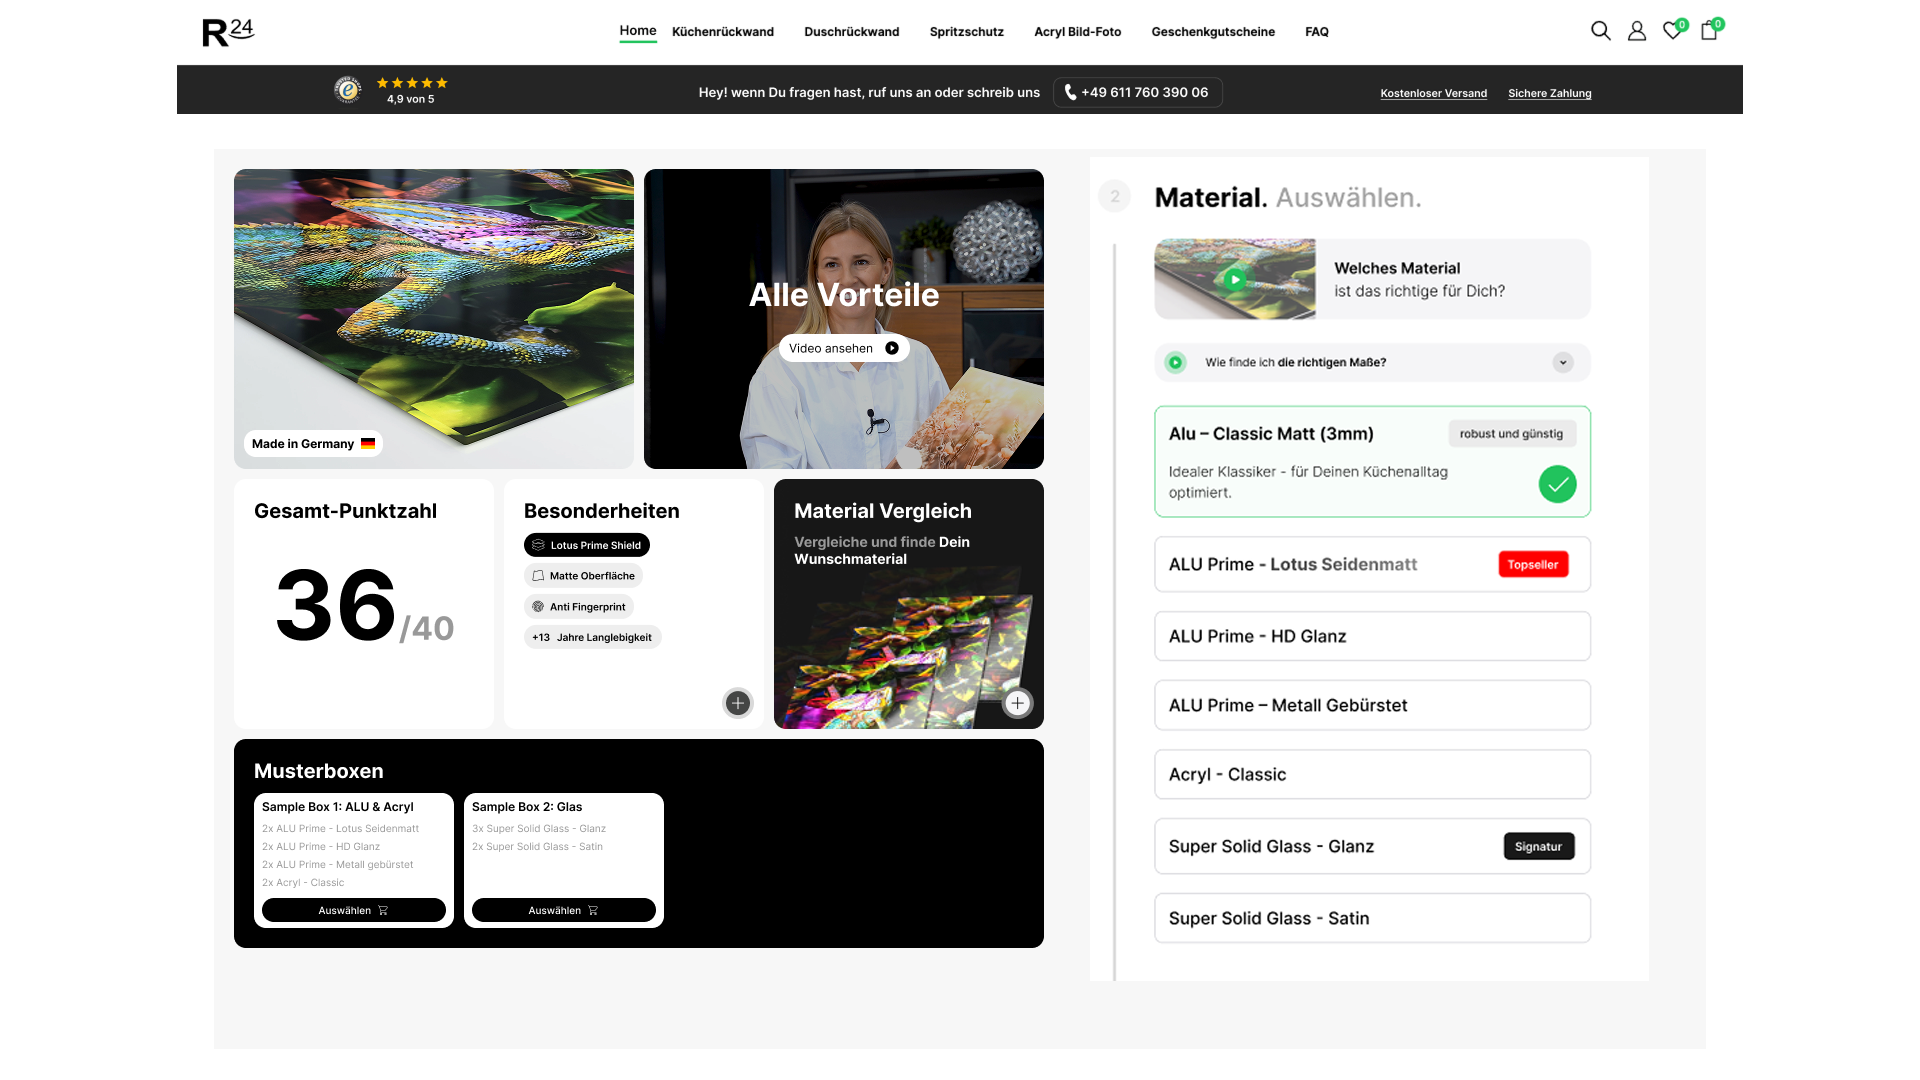 R24
Home
Küchenrückwand
Duschrückwand
Spritzschutz
Acryl Bild-Foto
Geschenkgutscheine
FAQ
0
0
4,9 von 5
Hey! wenn Du fragen hast, ruf uns an oder schreib uns
+49 611 760 390 06
Kostenloser Versand
Sichere Zahlung
Made in Germany
Alle Vorteile
Video ansehen
Gesamt-Punktzahl
36/40
Besonderheiten
Lotus Prime Shield
Matte Oberfläche
Anti Fingerprint
+13 Jahre Langlebigkeit
Material Vergleich
Vergleiche und finde Dein
Wunschmaterial
Musterboxen
Sample Box 1: ALU & Acryl
2x ALU Prime - Lotus Seidenmatt
2x ALU Prime - HD Glanz
2x ALU Prime - Metall gebürstet
2x Acryl - Classic
Auswählen
Sample Box 2: Glas
3x Super Solid Glass - Glanz
2x Super Solid Glass - Satin
Auswählen
2
Material. Auswählen.
Welches Material
ist das richtige für Dich?
Wie finde ich die richtigen Maße?
Alu – Classic Matt (3mm)
robust und günstig
Idealer Klassiker - für Deinen Küchenalltag
optimiert.
ALU Prime - Lotus Seidenmatt
Topseller
ALU Prime - HD Glanz
ALU Prime – Metall Gebürstet
Acryl - Classic
Super Solid Glass - Glanz
Signatur
Super Solid Glass - Satin